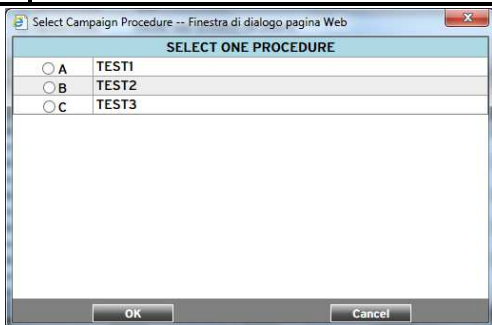 Select Campaign Procedure -- Finestra di dialogo pagina Web
SELECT ONE PROCEDURE
A TEST1
B TEST2
C TEST3
OK Cancel